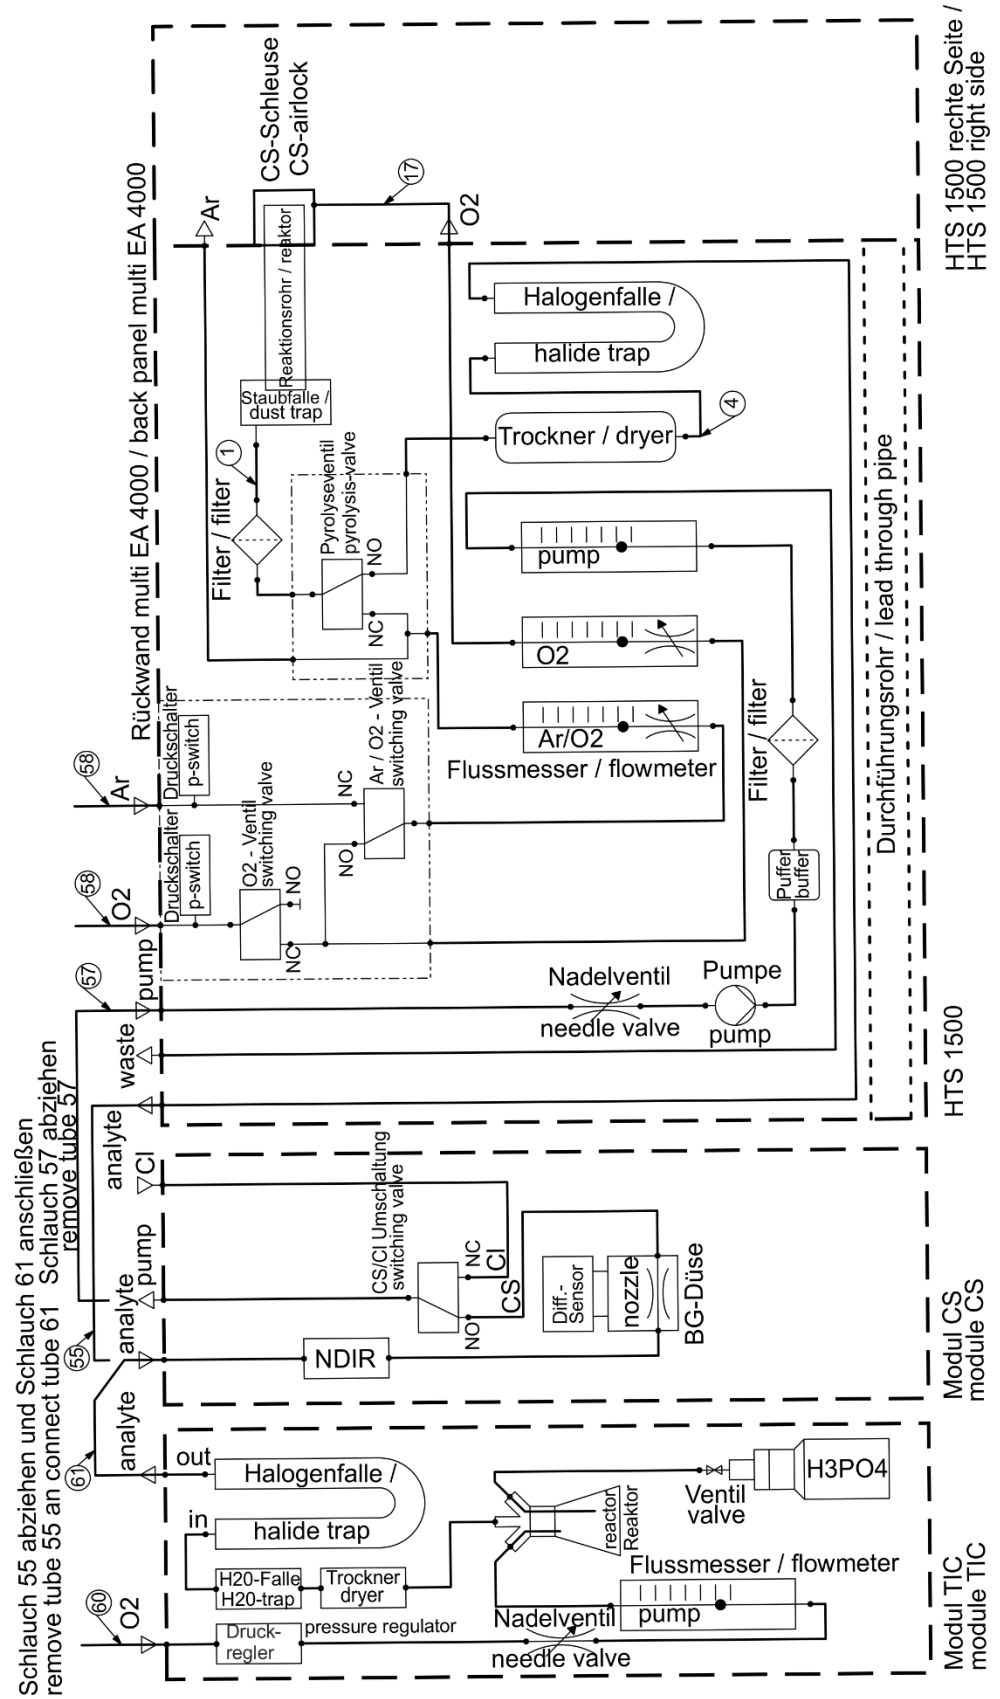 Schlauch 55 abziehen und Schlauch 61 anschließen
remove tube 55 an connect tube 61
Schlauch 57 abziehen
remove tube 57
Rückwand multi EA 4000 / back panel multi EA 4000
60
O2
61
analyte
55
analyte
pump
Cl
analyte
waste
57
pump
58
O2
58
Ar
Druckschalter
p-switch
Druckschalter
p-switch
O2 - Ventil
switching valve
NC
NO
Ar / O2 - Ventil
switching valve
NO
NC
Filter / filter
1
Pyrolyseventil
pyrolysis-valve
NC
NO
Staubfalle /
dust trap
Reaktionsrohr / reaktor
Ar
CS-Schleuse
CS-airlock
17
O2
Halogenfalle /
halide trap
Trockner / dryer
4
pump
O2
Ar/O2
Flussmesser / flowmeter
Filter / filter
Puffer
buffer
Nadelventil
needle valve
Pumpe
pump
Durchführungsrohr / lead through pipe
HTS 1500
HTS 1500 rechte Seite /
HTS 1500 right side
CS/Cl Umschaltung
switching valve
NO
NC
Cl
CS
NDIR
Diff.-
Sensor
nozzle
BG-Düse
Modul CS
module CS
out
in
Halogenfalle /
halide trap
H20-Falle
H20-trap
Trockner
dryer
Druck-
regler
pressure regulator
Nadelventil
needle valve
reactor
Reaktor
Ventil
valve
H3PO4
Flussmesser / flowmeter
pump
Modul TIC
module TIC